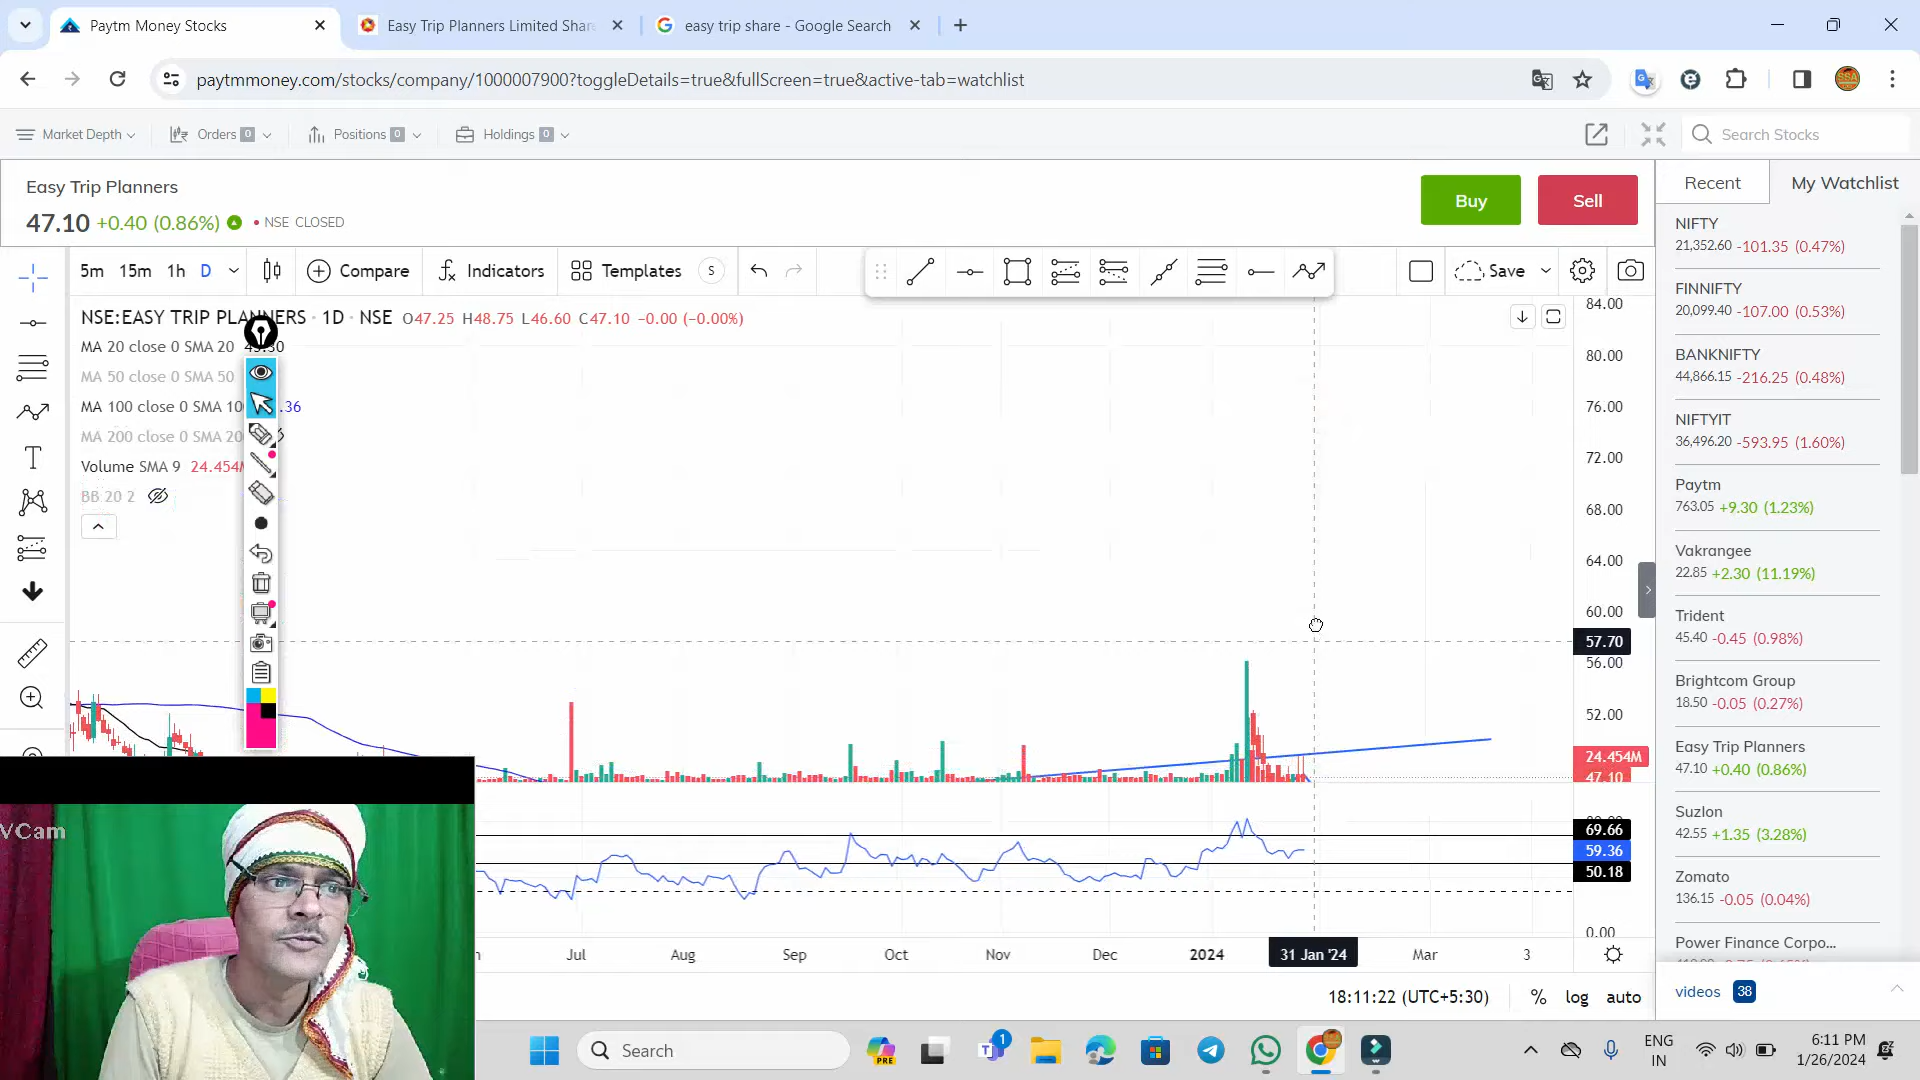 Paytm Money Stocks
Easy Trip Planners Limited Shar
easy trip share - Google Search
paytmmoney.com/stocks/company/1000007900?toggleDetails=true&fullScreen=true&active-tab=watchlist
Market Depth
Orders 0
Positions 0
Holdings 0
Search Stocks
Easy Trip Planners
47.10 +0.40 (0.86%)
NSE CLOSED
Buy
Sell
Recent
My Watchlist
5m 15m 1h D
Compare
Indicators
Templates
S
Save
NSE:EASY TRIP PLANNERS · 1D · NSE O47.25 H48.75 L46.60 C47.10 -0.00 (-0.00%)
MA 20 close 0 SMA 20
MA 50 close 0 SMA 50
MA 100 close 0 SMA 10 .36
MA 200 close 0 SMA 20
Volume SMA 9 24.454M
BB 20 2
84.00
80.00
76.00
72.00
68.00
64.00
60.00
57.70
56.00
52.00
24.454M
47.10
69.66
59.36
50.18
0.00
Jul
Aug
Sep
Oct
Nov
Dec
2024
31 Jan '24
Mar
3
18:11:22 (UTC+5:30)
%
log
auto
NIFTY
21,352.60 -101.35 (0.47%)
FINNIFTY
20,099.40 -107.00 (0.53%)
BANKNIFTY
44,866.15 -216.25 (0.48%)
NIFTYIT
36,496.20 -593.95 (1.60%)
Paytm
763.05 +9.30 (1.23%)
Vakrangee
22.85 +2.30 (11.19%)
Trident
45.40 -0.45 (0.98%)
Brightcom Group
18.50 -0.05 (0.27%)
Easy Trip Planners
47.10 +0.40 (0.86%)
Suzlon
42.55 +1.35 (3.28%)
Zomato
136.15 -0.05 (0.04%)
Power Finance Corpo...
videos 38
VCam
Search
PRE
1
ENG
IN
6:11 PM
1/26/2024